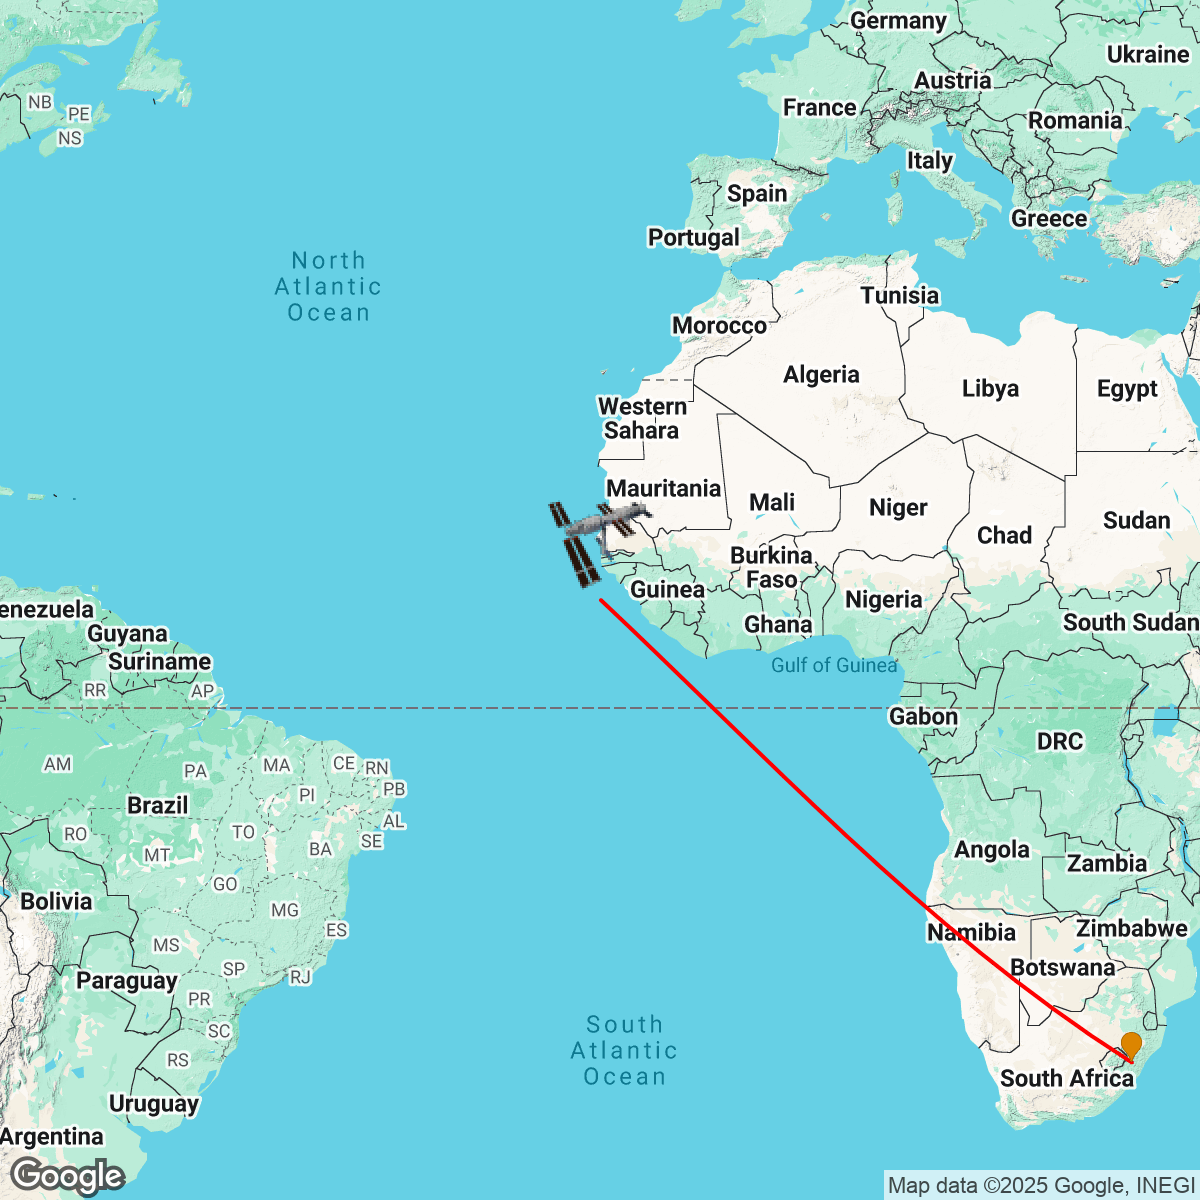 Germany
Ukraine
Austria
France
NB
PE
NS
Romania
Italy
Spain
Greece
Portugal
North
Atlantic
Ocean
Tunisia
Morocco
Algeria
Libya
Egypt
Western
Sahara
Mauritania
Mali
Niger
Chad
Sudan
Burkina
Faso
Guinea
Nigeria
Ghana
South Sudan
enezuela
Guyana
Suriname
Gulf of Guinea
RR
AP
Gabon
DRC
AM
PA
MA
CE
RN
PB
PI
Brazil
AL
RO
TO
SE
MT
BA
Angola
Zambia
GO
Bolivia
MG
ES
Namibia
Zimbabwe
MS
SP
RJ
Botswana
Paraguay
PR
SC
South
Atlantic
Ocean
RS
South Africa
Uruguay
Argentina
Google
Map data ©2025 Google, INEGI